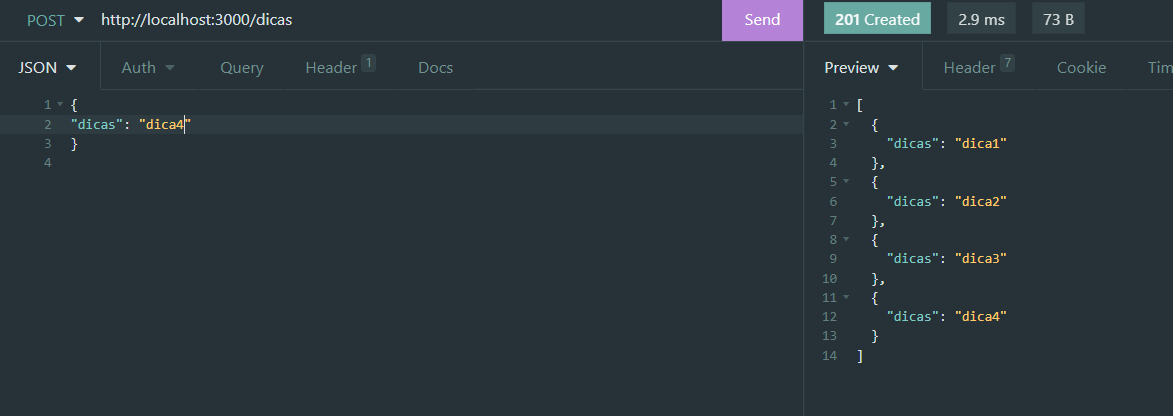 POST http://localhost:3000/dicas Send 201 Created 2.9 ms 73 B
JSON Auth Query Header 1 Docs Preview Header 7 Cookie Tim
1 {
2 "dicas": "dica4"
3 }
4
1 [
2 {
3 "dicas": "dica1"
4 },
5 {
6 "dicas": "dica2"
7 },
8 {
9 "dicas": "dica3"
10 },
11 {
12 "dicas": "dica4"
13 }
14 ]